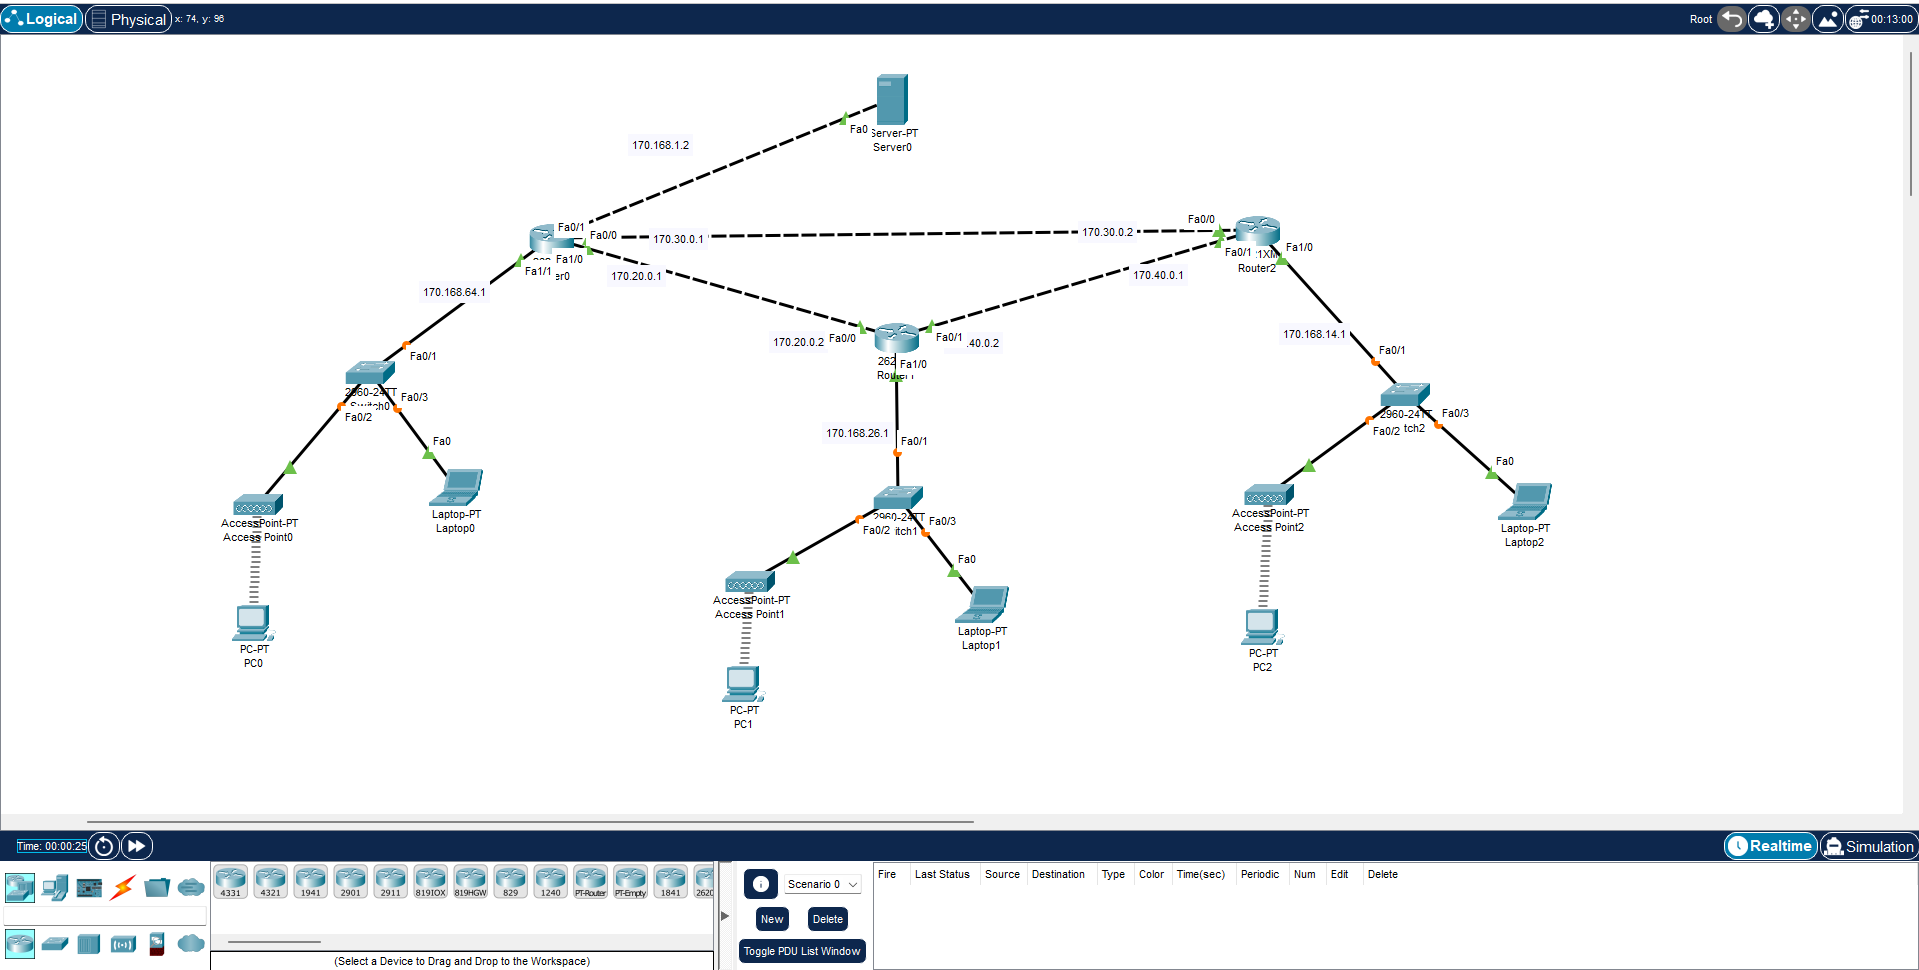 Logical
Physical
x: 74, y: 96
Root
00:13:00
Fa0
Server-PT
Server0
170.168.1.2
Fa0/1
Fa0/0
170.30.0.1
170.30.0.2
Fa0/0
Fa1/0
Fa1/1
er0
170.20.0.1
Fa0/1
1XM
Router2
Fa1/0
170.40.0.1
170.168.64.1
170.20.0.2
Fa0/0
Fa0/1
.40.0.2
262
Fa1/0
170.168.14.1
Fa0/1
2960-24TT
Switch0
Fa0/2
Fa0/3
Fa0
Fa0/1
2960-24TT
tch2
Fa0/2
Fa0/3
Fa0
170.168.26.1
Fa0/1
Laptop-PT
Laptop0
AccessPoint-PT
Access Point0
PC-PT
PC0
2960-24TT
itch1
Fa0/2
Fa0/3
Fa0
AccessPoint-PT
Access Point1
Laptop-PT
Laptop1
PC-PT
PC1
AccessPoint-PT
Access Point2
Laptop-PT
Laptop2
PC-PT
PC2
Time: 00:00:25
Realtime
Simulation
4331
4321
1941
2901
2911
819IOX
819HGW
829
1240
PT-Router
PT-Empty
1841
2620
(Select a Device to Drag and Drop to the Workspace)
Scenario 0
New
Delete
Toggle PDU List Window
Fire
Last Status
Source
Destination
Type
Color
Time(sec)
Periodic
Num
Edit
Delete